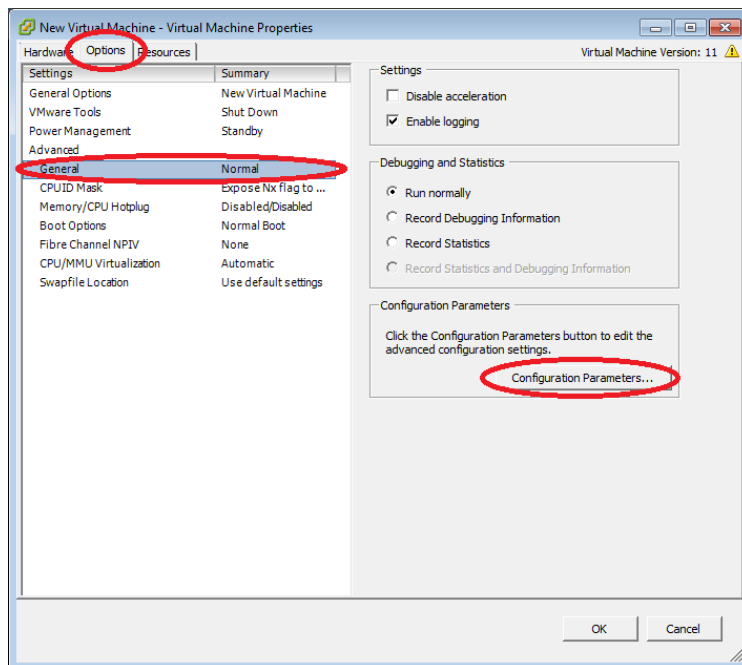 New Virtual Machine - Virtual Machine Properties
Hardware Options Resources Virtual Machine Version: 11
Settings Summary
General Options New Virtual Machine
VMware Tools Shut Down
Power Management Standby
Advanced
General Normal
CPUID Mask Expose Nx flag to ...
Memory/CPU Hotplug Disabled/Disabled
Boot Options Normal Boot
Fibre Channel NPIV None
CPU/MMU Virtualization Automatic
Swapfile Location Use default settings
Settings
Disable acceleration
Enable logging
Debugging and Statistics
Run normally
Record Debugging Information
Record Statistics
Record Statistics and Debugging Information
Configuration Parameters
Click the Configuration Parameters button to edit the
advanced configuration settings.
Configuration Parameters...
OK Cancel